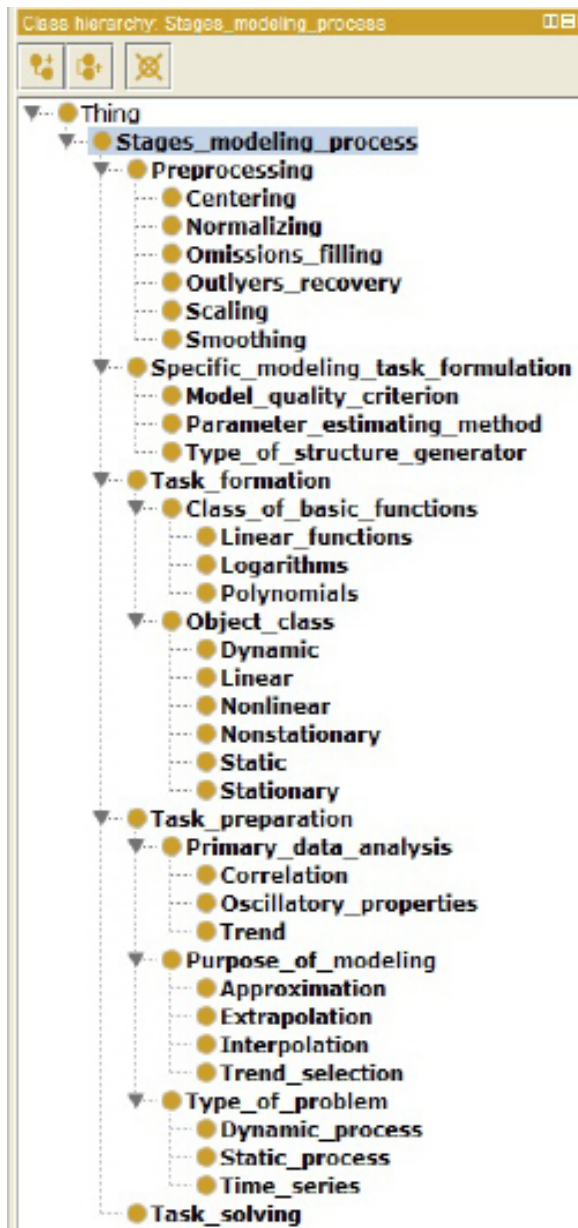 Class hierarchy: Stages_modeling_process
Thing
Stages_modeling_process
Preprocessing
Centering
Normalizing
Omissions_filling
Outlyers_recovery
Scaling
Smoothing
Specific_modeling_task_formulation
Model_quality_criterion
Parameter_estimating_method
Type_of_structure_generator
Task_formation
Class_of_basic_functions
Linear_functions
Logarithms
Polynomials
Object_class
Dynamic
Linear
Nonlinear
Nonstationary
Static
Stationary
Task_preparation
Primary_data_analysis
Correlation
Oscillatory_properties
Trend
Purpose_of_modeling
Approximation
Extrapolation
Interpolation
Trend_selection
Type_of_problem
Dynamic_process
Static_process
Time_series
Task_solving